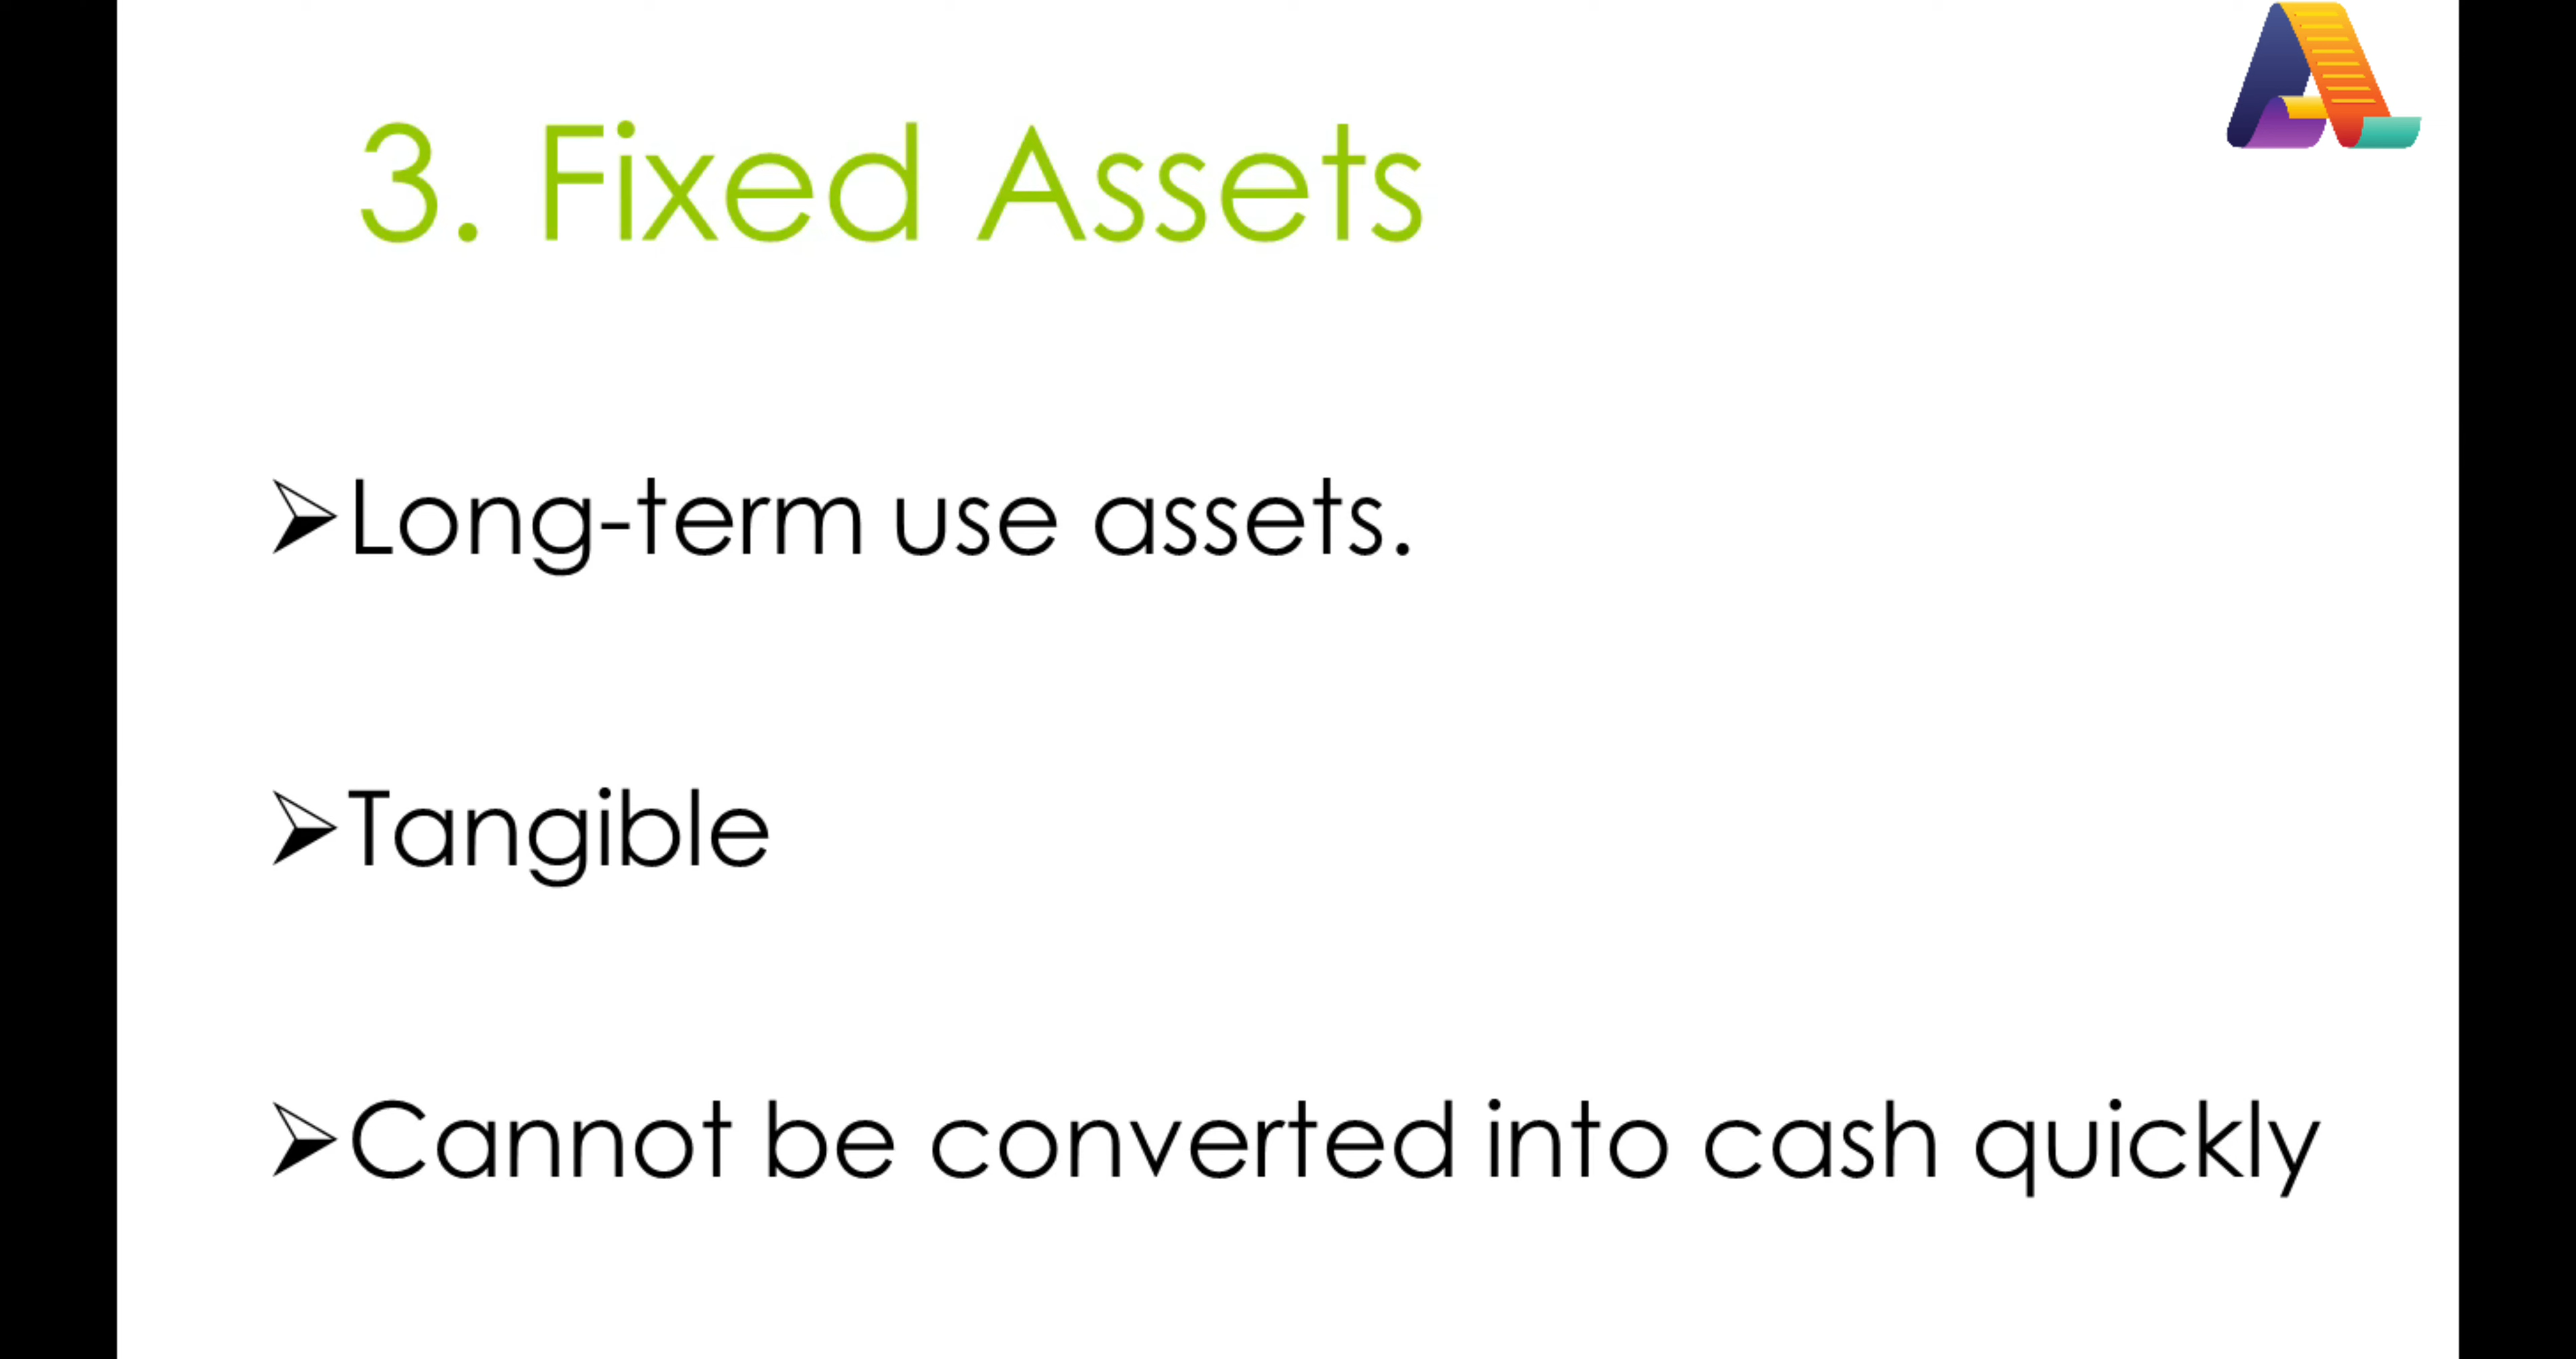 3. Fixed Assets
➢Long-term use assets.
➢Tangible
➢Cannot be converted into cash quickly